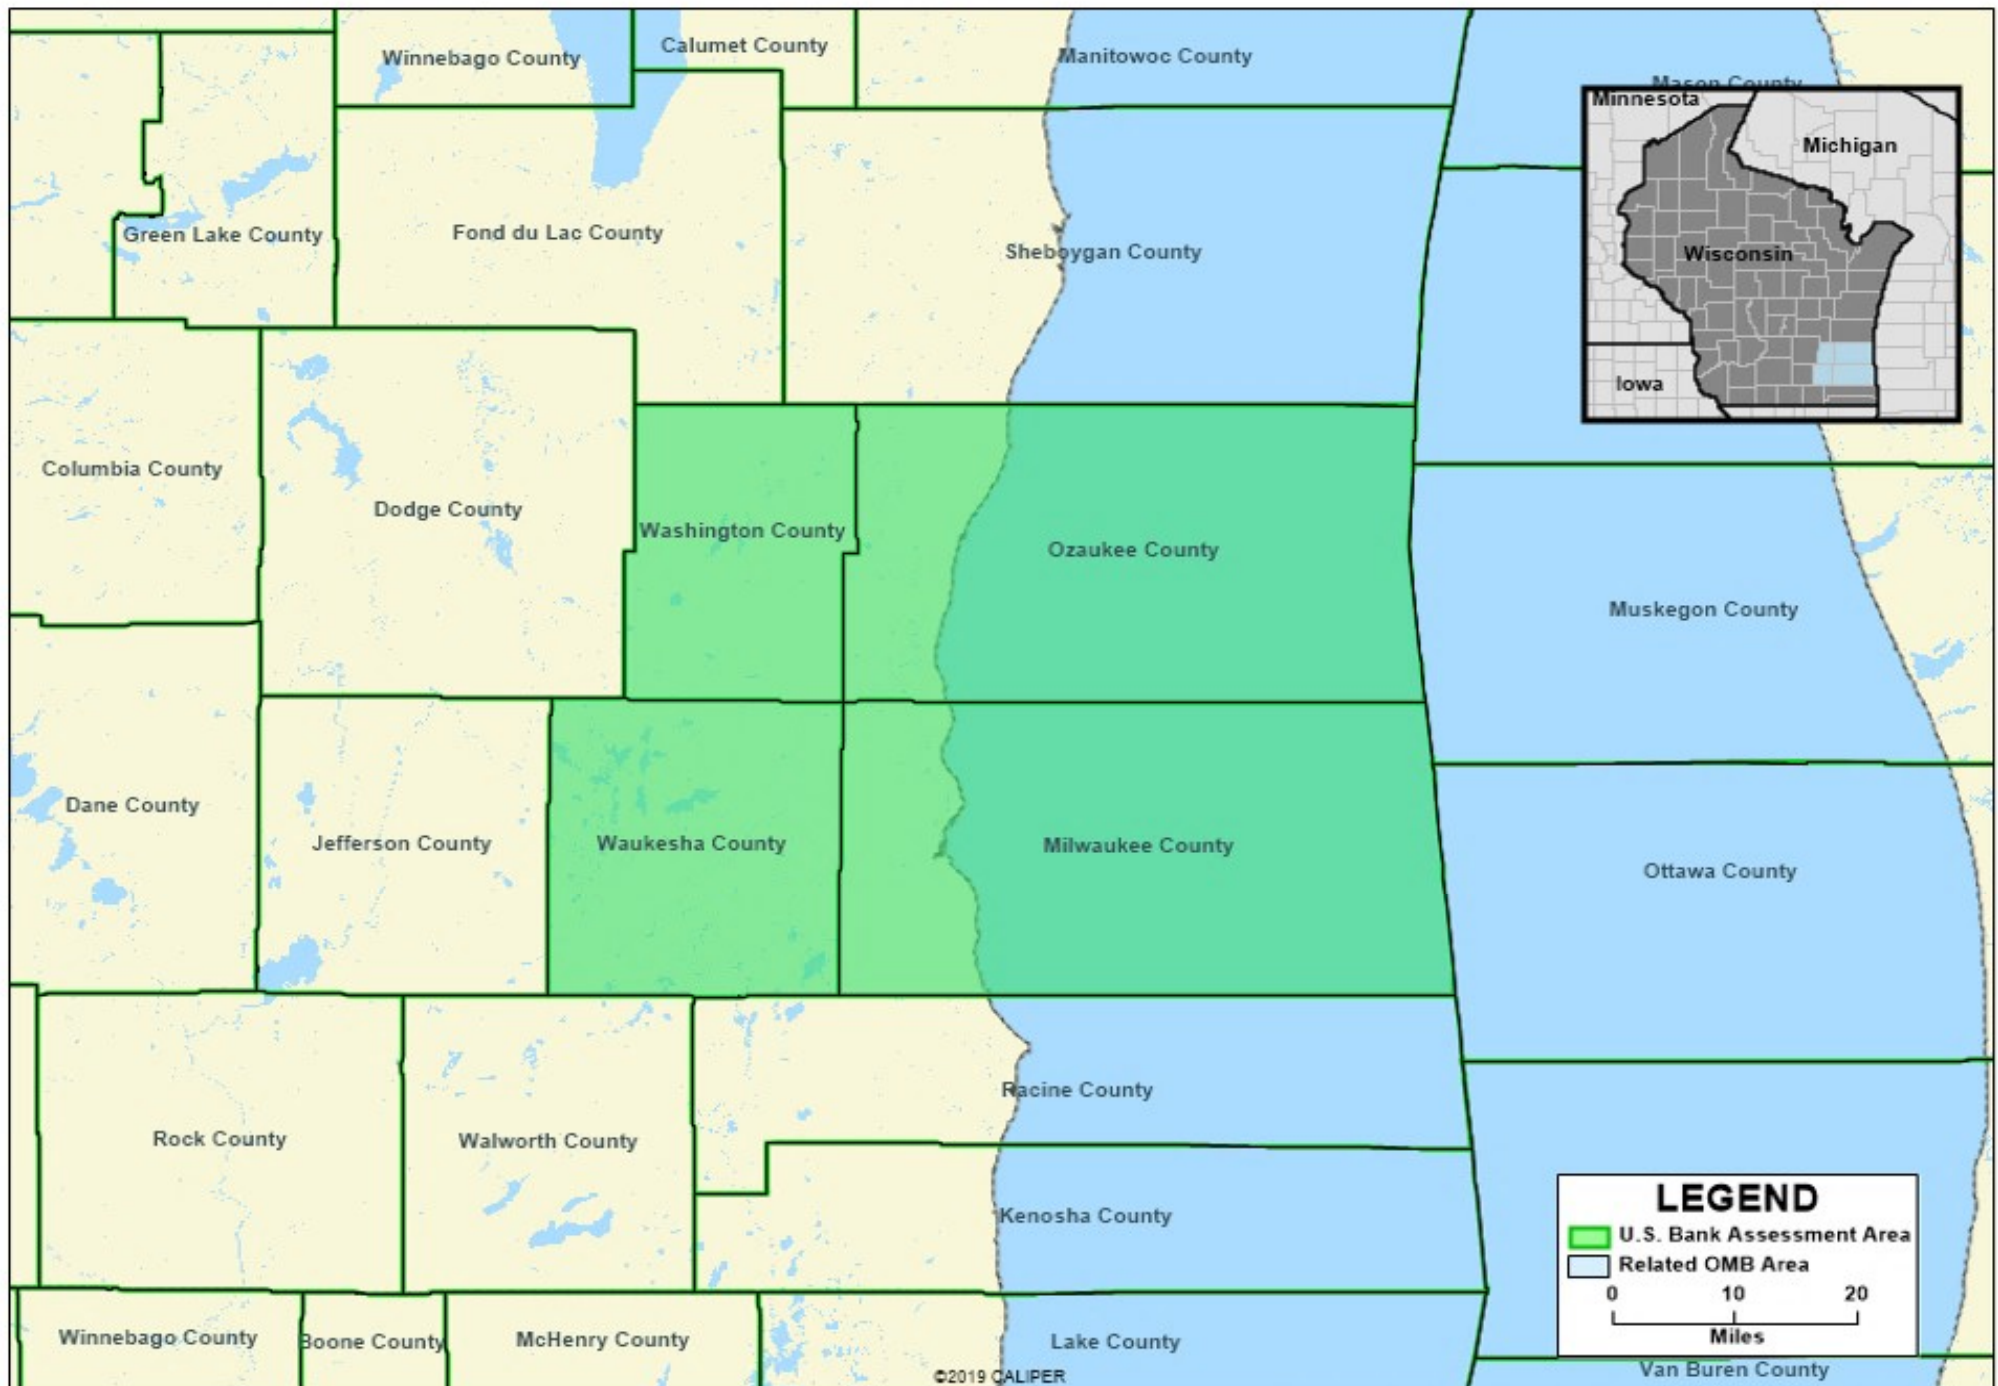 Winnebago County
Calumet County
Manitowoc County
Mason County
Minnesota
Michigan
Green Lake County
Fond du Lac County
Sheboygan County
Wisconsin
Iowa
Columbia County
Dodge County
Washington County
Ozaukee County
Muskegon County
Dane County
Jefferson County
Waukesha County
Milwaukee County
Ottawa County
Racine County
Rock County
Walworth County
Kenosha County
LEGEND
U.S. Bank Assessment Area
Related OMB Area
0 10 20
Miles
Winnebago County
Boone County
McHenry County
Lake County
Van Buren County
©2019 CALIPER